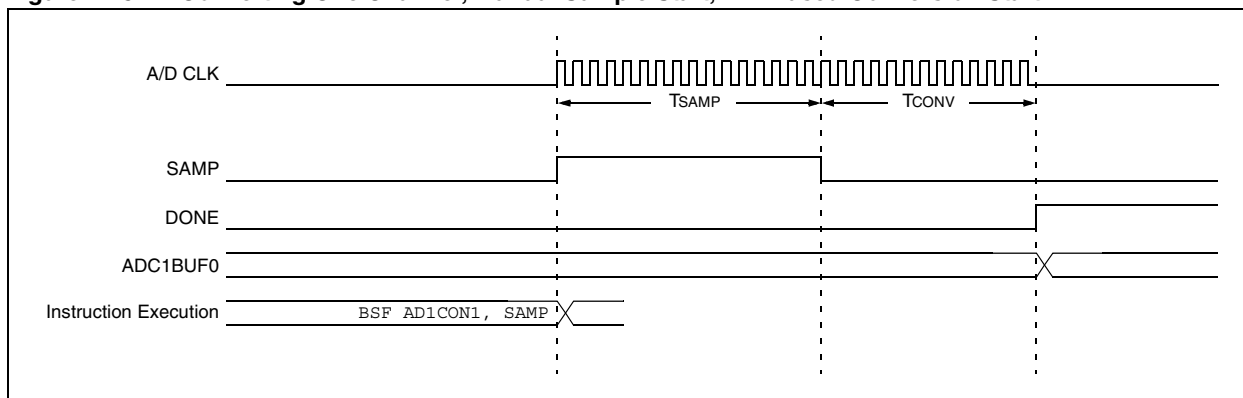 A/D CLK
TSAMP
TCONV
SAMP
DONE
ADC1BUF0
Instruction Execution
BSF AD1CON1, SAMP